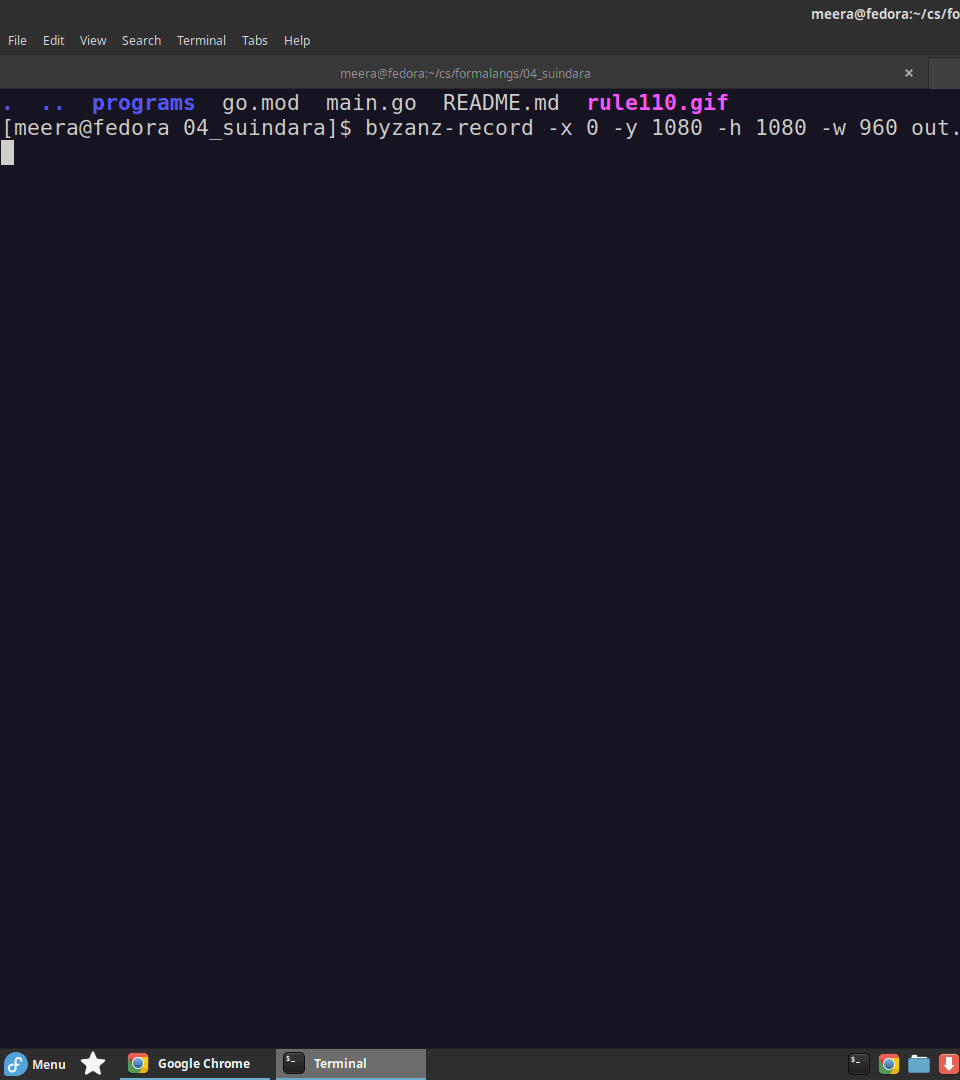 meera@fedora:~/cs/fo
File Edit View Search Terminal Tabs Help
meera@fedora:~/cs/formalangs/04_suindara ×
. .. programs go.mod main.go README.md rule110.gif
[meera@fedora 04_suindara]$ byzanz-record -x 0 -y 1080 -h 1080 -w 960 out.
Menu Google Chrome Terminal